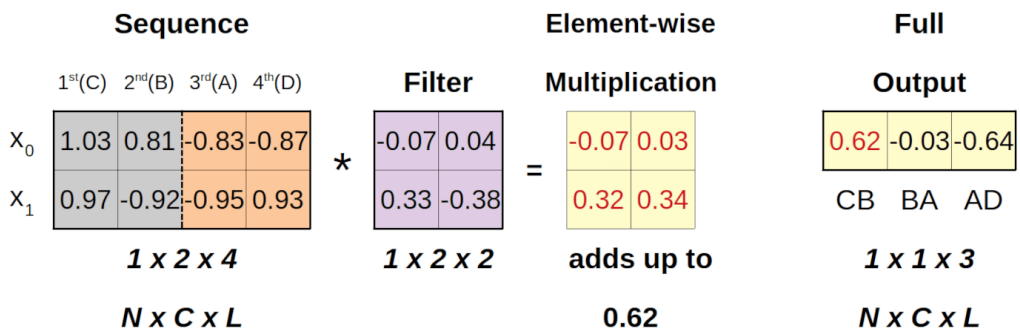 Sequence Element-wise Full
1st(C) 2nd(B) 3rd(A) 4th(D) Filter Multiplication Output
x0 1.03 0.81 -0.83 -0.87 -0.07 0.04 -0.07 0.03 0.62 -0.03 -0.64
* =
x1 0.97 -0.92 -0.95 0.93 0.33 -0.38 0.32 0.34 CB BA AD
1 x 2 x 4 1 x 2 x 2 adds up to 1 x 1 x 3
N x C x L 0.62 N x C x L